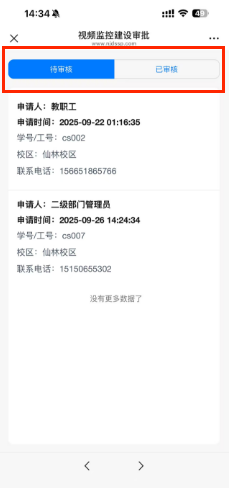 14:34
视频监控建设审批
待审核
已审核
申请人：教职工
申请时间：2025-09-22 01:16:35
学号/工号：cs002
校区：仙林校区
联系电话：156651865766
申请人：二级部门管理员
申请时间：2025-09-26 14:24:34
学号/工号：cs007
校区：仙林校区
联系电话：15150655302
没有更多数据了